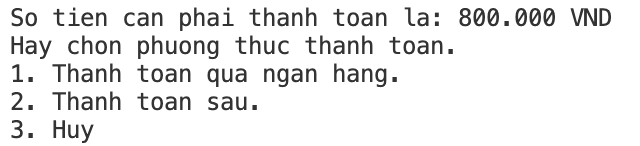 So tien can phai thanh toan la: 800.000 VND
Hay chon phuong thuc thanh toan.
1. Thanh toan qua ngan hang.
2. Thanh toan sau.
3. Huy